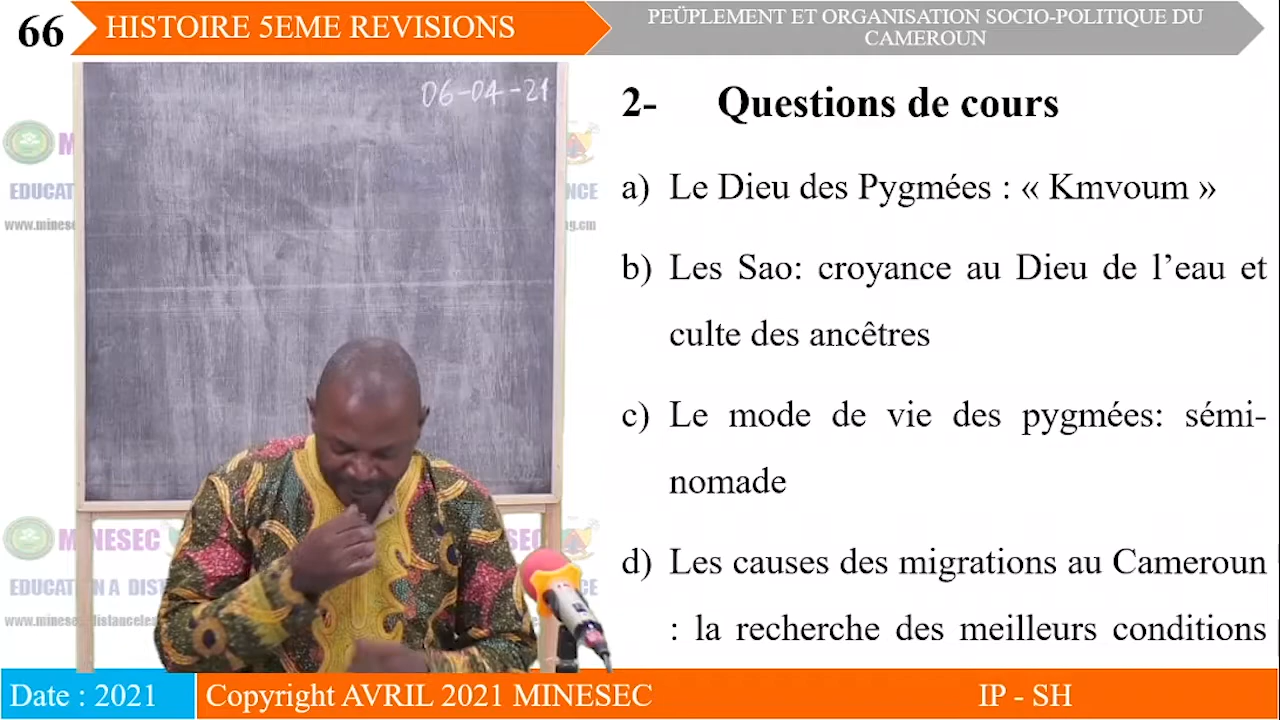 66
HISTOIRE 5EME REVISIONS
PEÜPLEMENT ET ORGANISATION SOCIO-POLITIQUE DU
CAMEROUN
06-04-21
2- Questions de cours
a) Le Dieu des Pygmées : « Kmvoum »
b) Les Sao: croyance au Dieu de l’eau et
culte des ancêtres
c) Le mode de vie des pygmées: sémi-
nomade
d) Les causes des migrations au Cameroun
: la recherche des meilleurs conditions
MINESEC
Date : 2021
Copyright AVRIL 2021 MINESEC
IP - SH